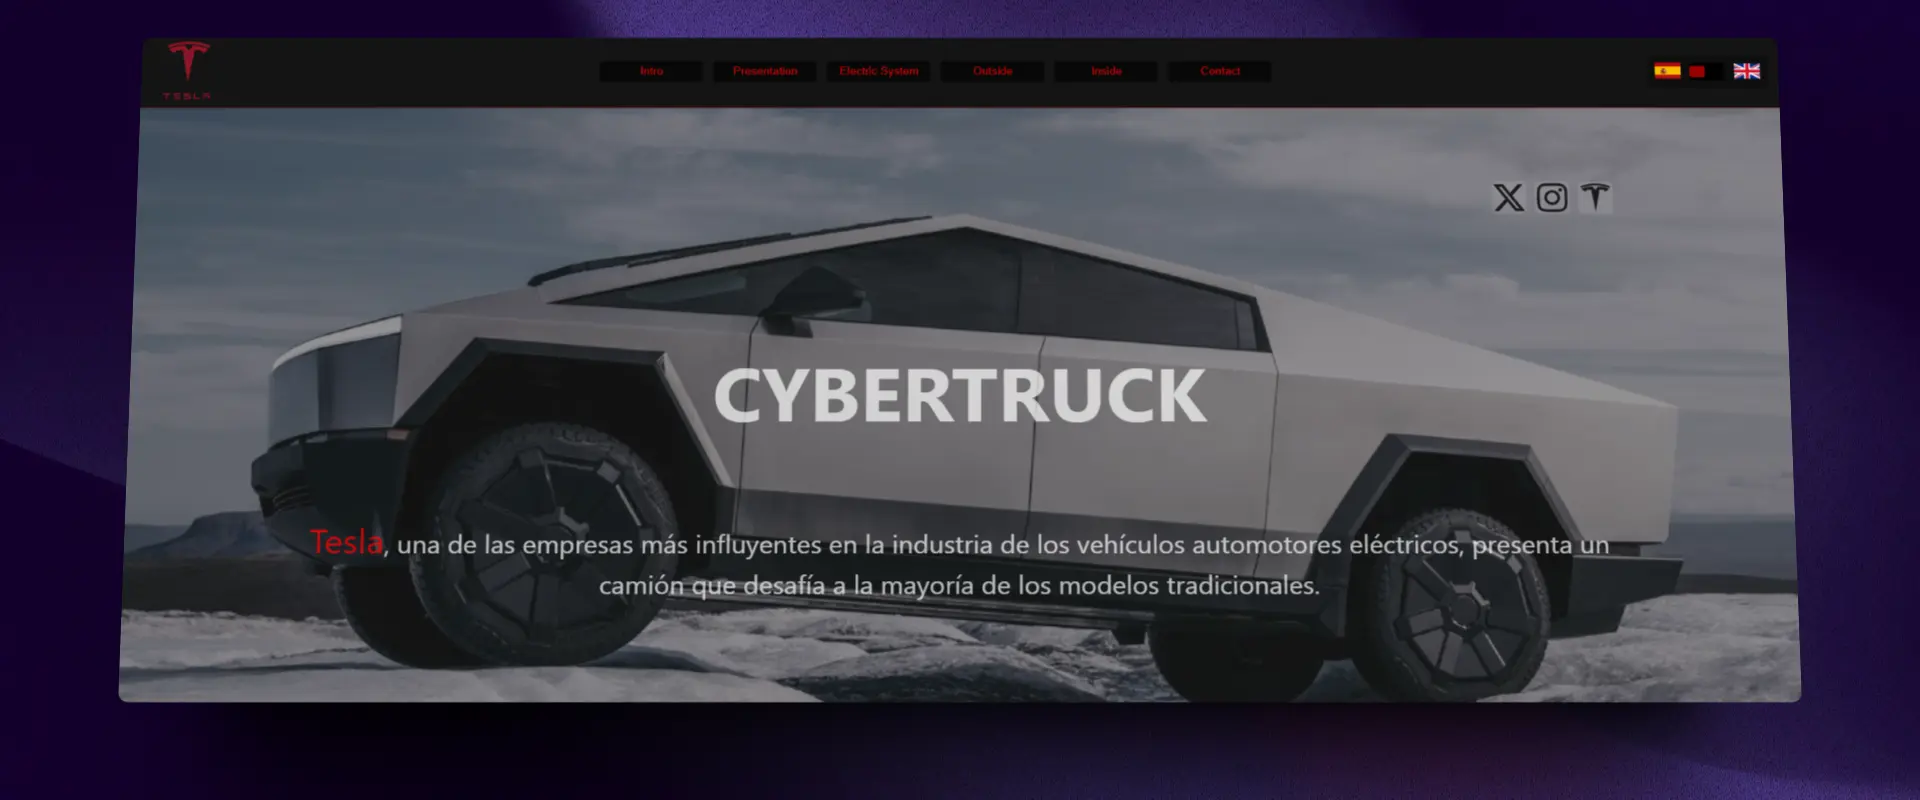 TESLA
Intro Presentation Electric System Outside Inside Contact
CYBERTRUCK
Tesla, una de las empresas más influyentes en la industria de los vehículos automotores eléctricos, presenta un
camión que desafía a la mayoría de los modelos tradicionales.